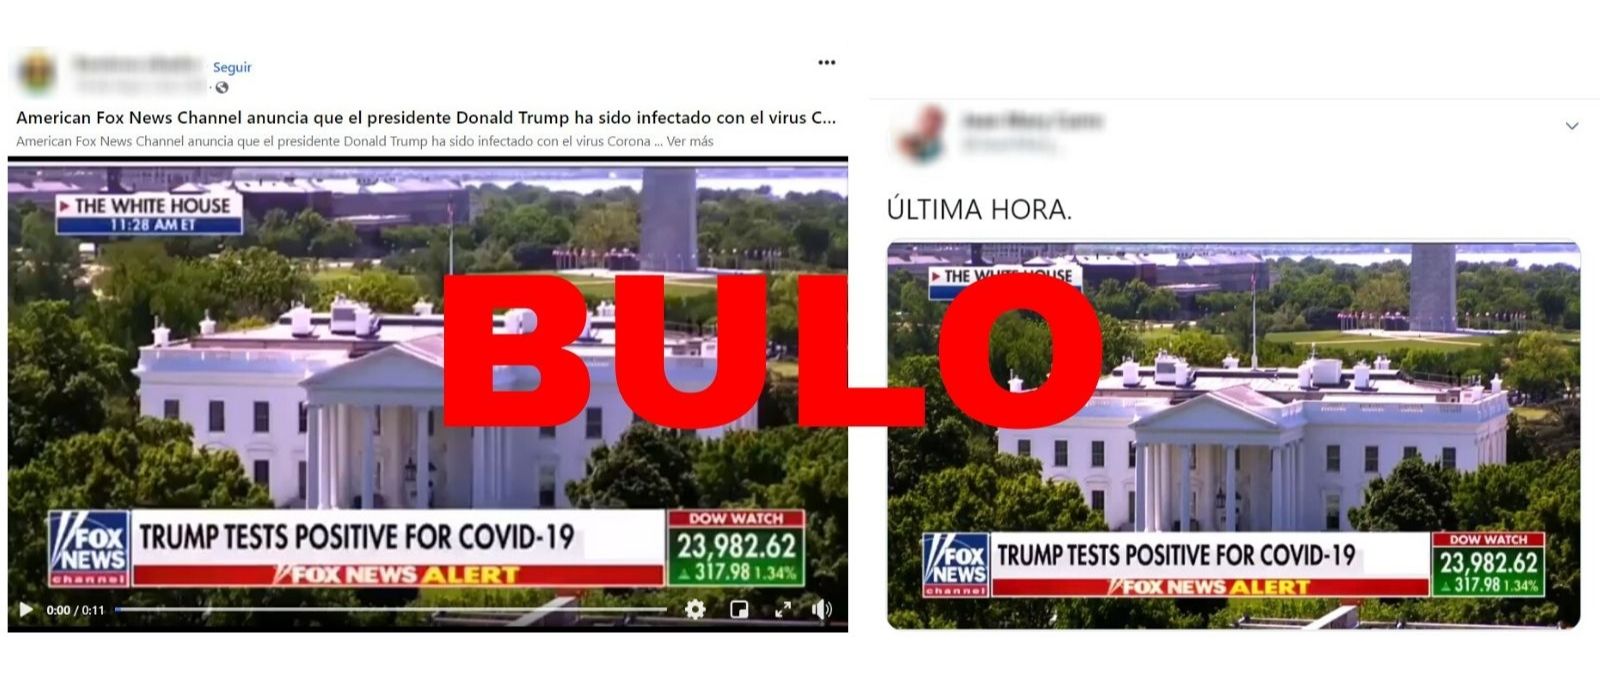 Seguir
American Fox News Channel anuncia que el presidente Donald Trump ha sido infectado con el virus C...
American Fox News Channel anuncia que el presidente Donald Trump ha sido infectado con el virus Corona ... Ver más
THE WHITE HOUSE
11:28 AM ET
FOX
NEWS
channel
TRUMP TESTS POSITIVE FOR COVID-19
FOX NEWS ALERT
DOW WATCH
23,982.62
317.98 1.34%
0:00 / 0:11
BULO
ÚLTIMA HORA.
THE WHITE HOUSE
FOX
NEWS
channel
TRUMP TESTS POSITIVE FOR COVID-19
FOX NEWS ALERT
DOW WATCH
23,982.62
317.98 1.34%